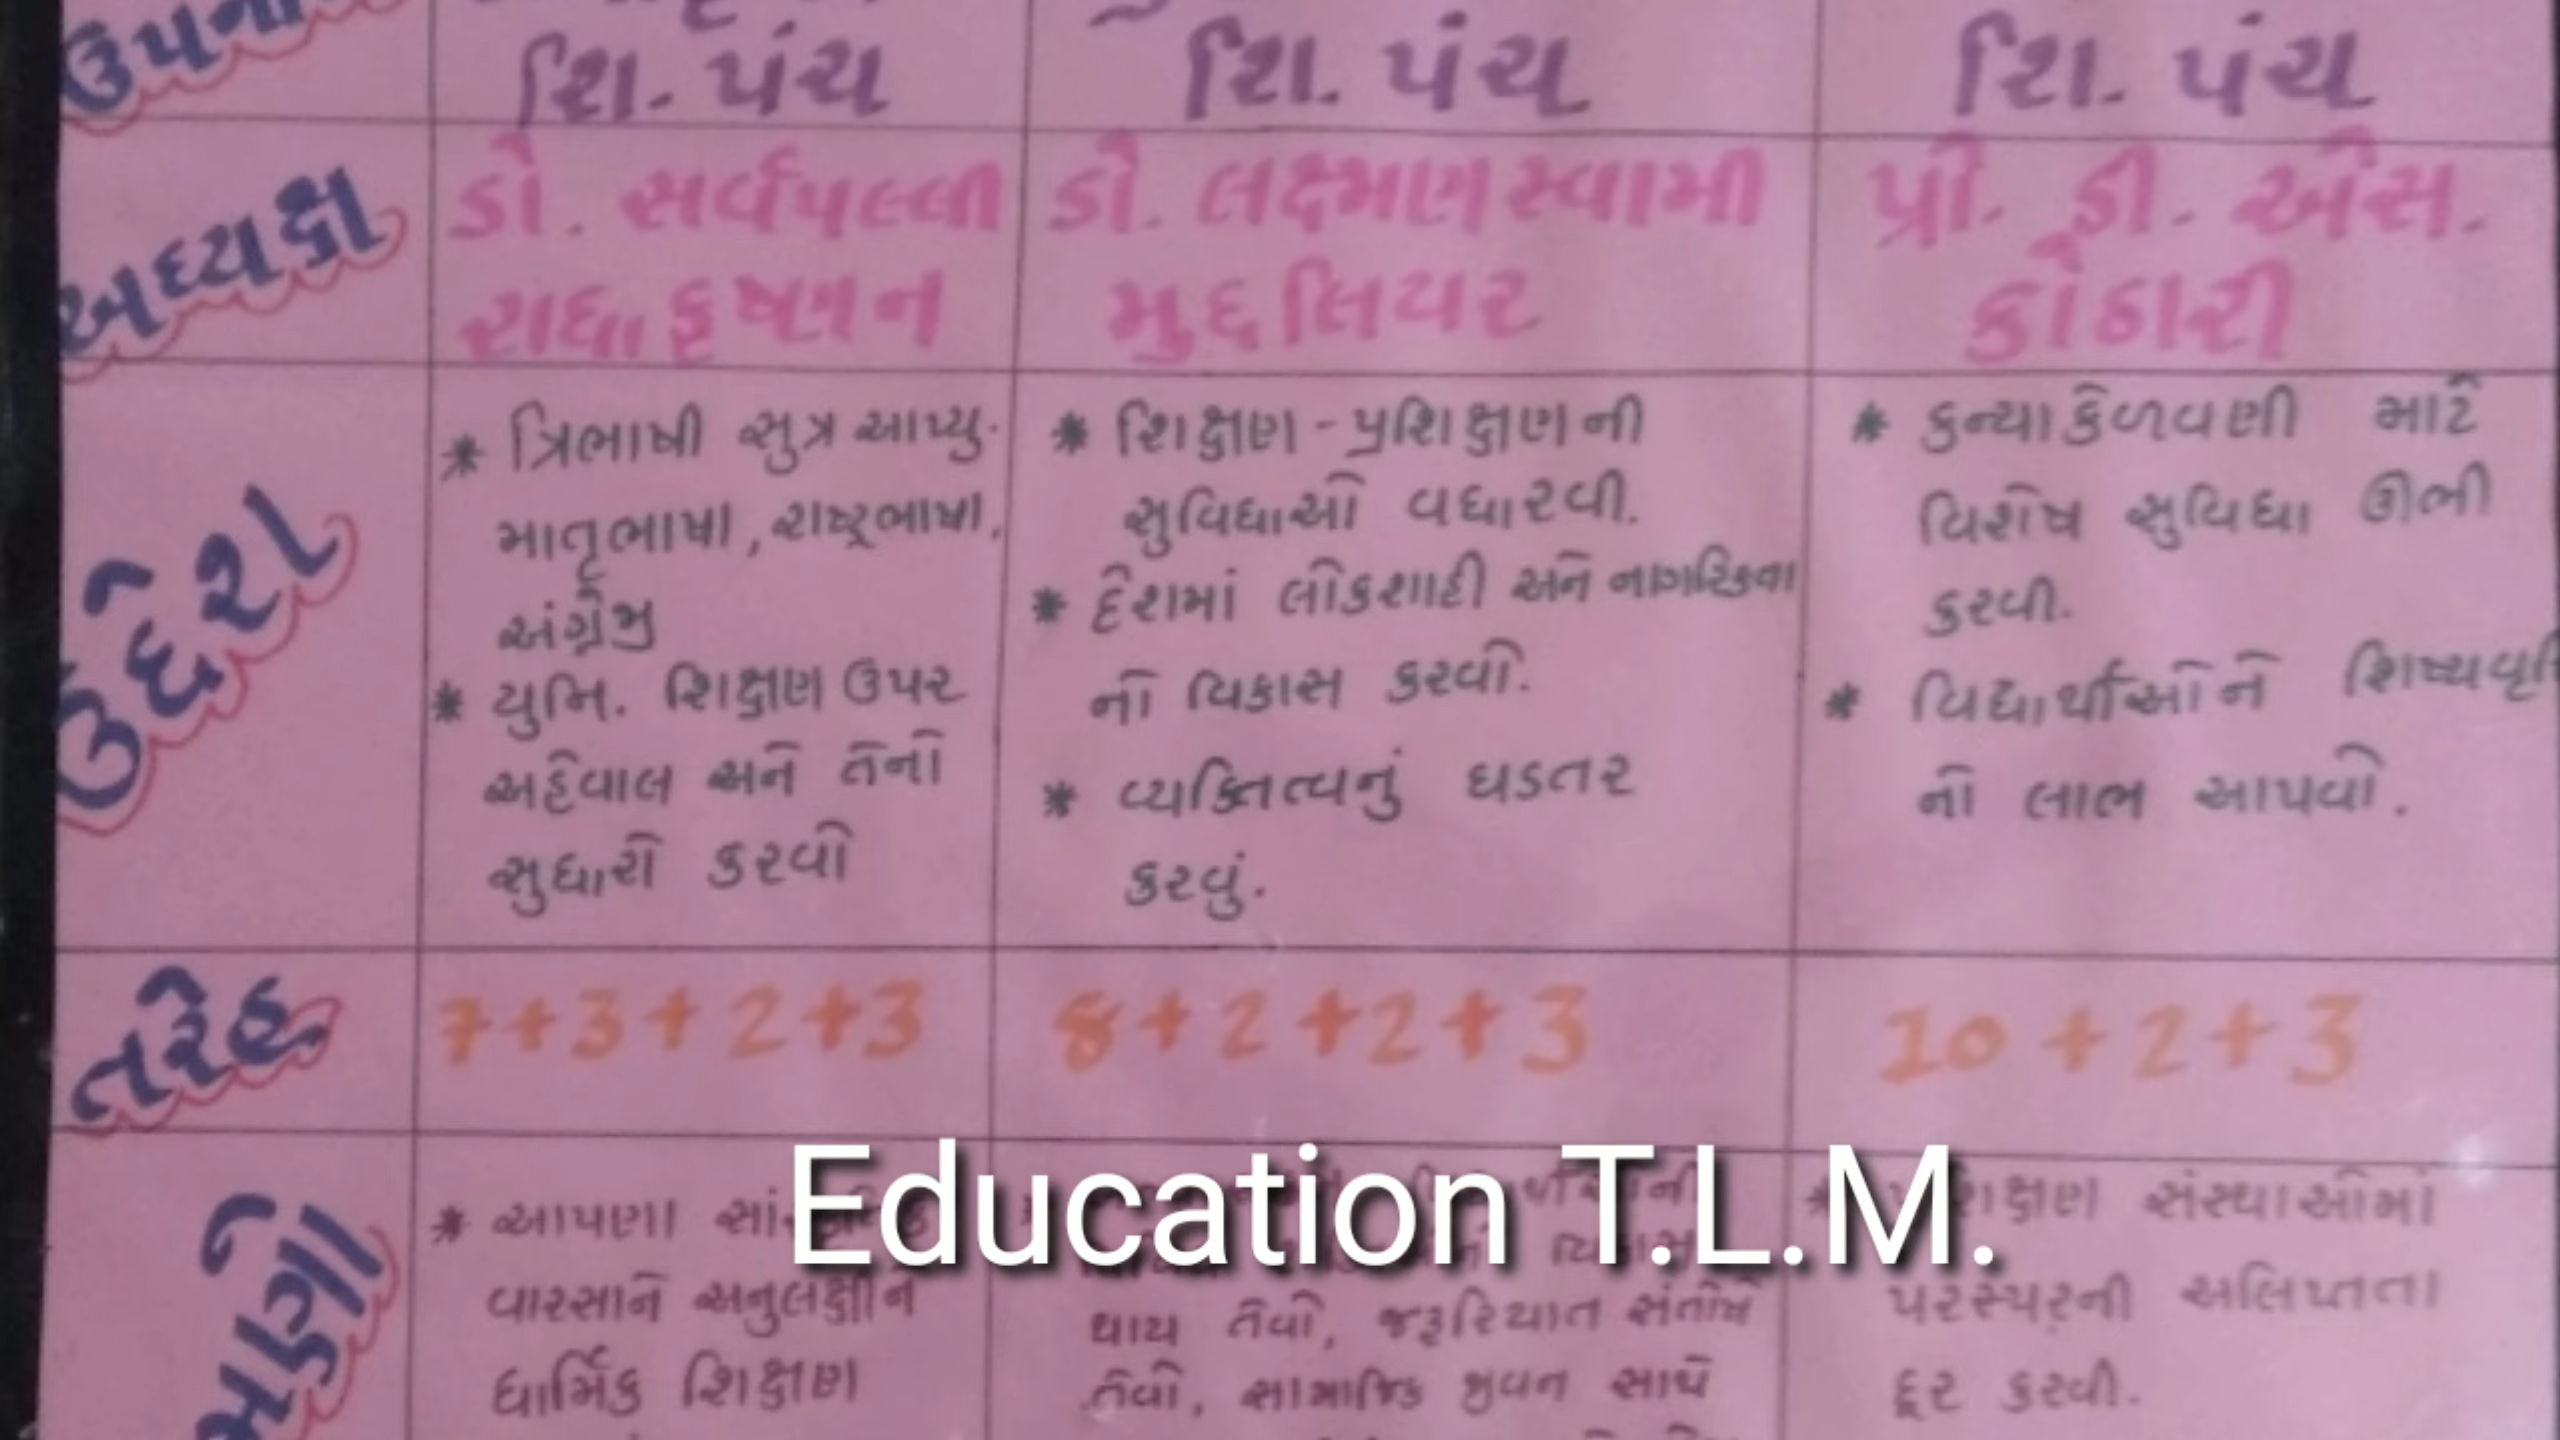 શિ. પંચ
શિ. પંચ
શિ. પંચ
અધ્યક્ષ
ડૉ. સર્વપલ્લી
રાધાકૃષ્ણન
ડૉ. લક્ષ્મણસ્વામી
મુદ્દલિયર
પ્રો. ડી. એસ.
કોઠારી
ઉદ્દેશ
* ત્રિભાષી સુત્ર આપ્યુ.
માતૃભાષા, રાષ્ટ્રભાષા,
અંગ્રેજી
* યુનિ. શિક્ષણ ઉપર
અહેવાલ અને તેનો
સુધારો કરવો
* શિક્ષણ - પ્રશિક્ષણની
સુવિધાઓ વધારવી.
* દેશમાં લોકશાહી અને નાગરિકતા
નો વિકાસ કરવો.
* વ્યક્તિત્વનું ઘડતર
કરવું.
* કન્યાકેળવણી માટે
વિશેષ સુવિધા ઊભી
કરવી.
* વિદ્યાર્થીઓને
નો લાભ આપવો.
તરેહ
7+3+2+3
8+2+2+3
10+2+3
* આપણા
વારસાને અનુલક્ષીને
ધાર્મિક શિક્ષણ
થાય તેવો, જરૂરિયાત સંતોષે
તેવો, સામાજિક જીવન સાથે
સંસ્થાઓમાં
પરસ્પરની અલિપ્તતા
દૂર કરવી.
Education T.L.M.